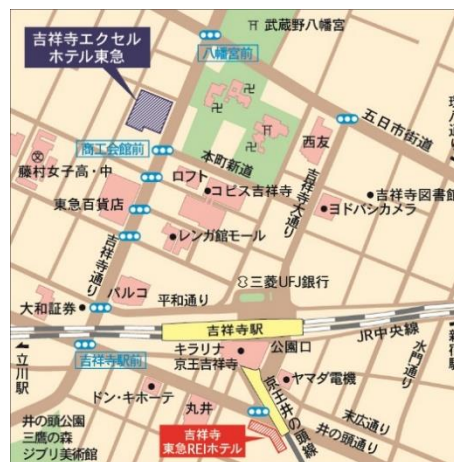 武蔵野八幡宮
吉祥寺エクセル
ホテル東急
八幡宮前
五日市街道
商工会館前
本町新道
西友
藤村女子高・中
ロフト
コピス吉祥寺
吉祥寺大通り
吉祥寺図書館
東急百貨店
ヨドバシカメラ
吉祥寺通り
レンガ館モール
三菱UFJ銀行
パルコ
平和通り
大和証券
吉祥寺駅
JR中央線
立川駅
吉祥寺駅前
キラリナ
京王吉祥寺
公園口
水門通り
ドン・キホーテ
ヤマダ電機
丸井
京王井の頭線
末広通り
井の頭通り
井の頭公園
三鷹の森
ジブリ美術館
吉祥寺
東急REIホテル